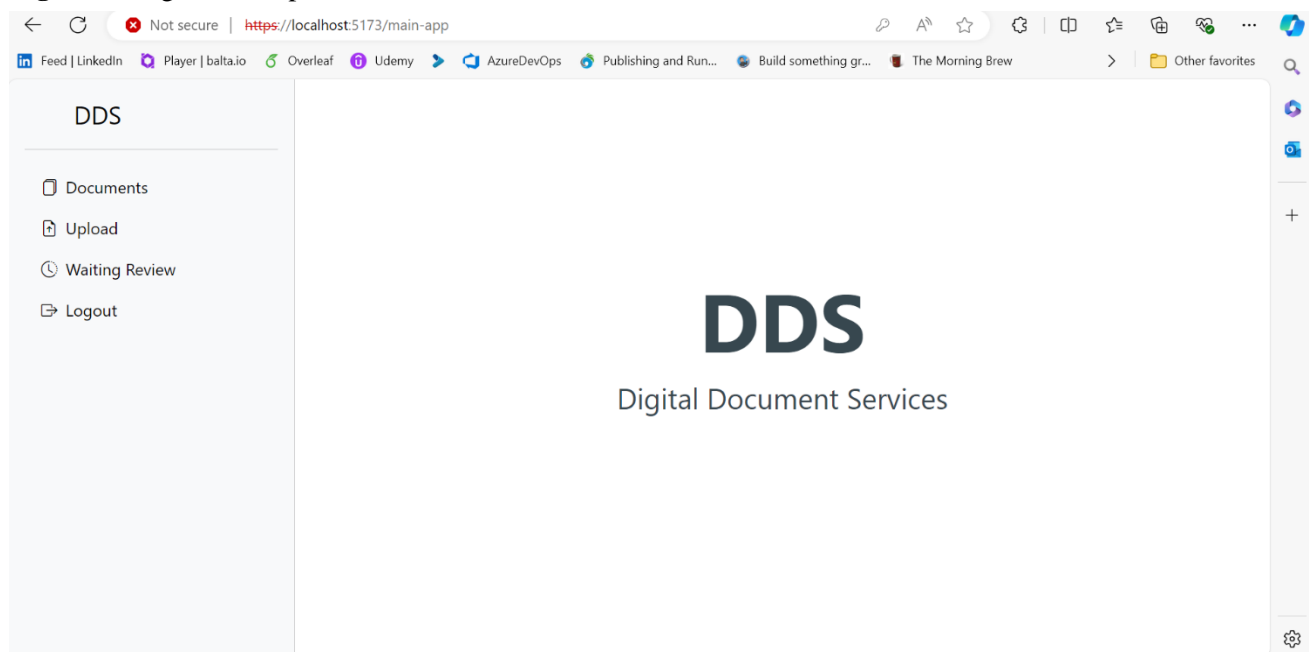 Not secure | https://localhost:5173/main-app
Feed | LinkedIn Player | balta.io Overleaf Udemy AzureDevOps Publishing and Run... Build something gr... The Morning Brew Other favorites
DDS
Documents
Upload
Waiting Review
Logout
DDS
Digital Document Services